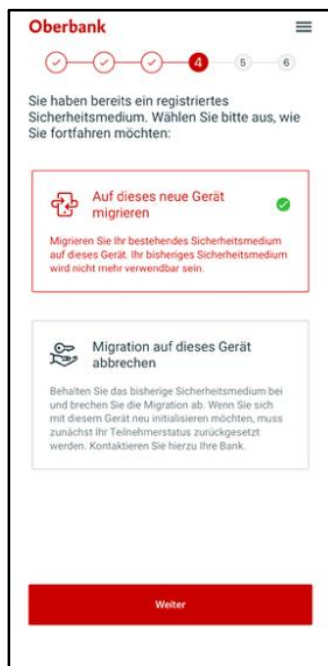 Oberbank
4 5 6
Sie haben bereits ein registriertes
Sicherheitsmedium. Wählen Sie bitte aus, wie
Sie fortfahren möchten:
Auf dieses neue Gerät
migrieren
Migrieren Sie Ihr bestehendes Sicherheitsmedium
auf dieses Gerät. Ihr bisheriges Sicherheitsmedium
wird nicht mehr verwendbar sein.
Migration auf dieses Gerät
abbrechen
Behalten Sie das bisherige Sicherheitsmedium bei
und brechen Sie die Migration ab. Wenn Sie sich
mit diesem Gerät neu initialisieren möchten, muss
zunächst Ihr Teilnehmerstatus zurückgesetzt
werden. Kontaktieren Sie hierzu Ihre Bank.
Weiter